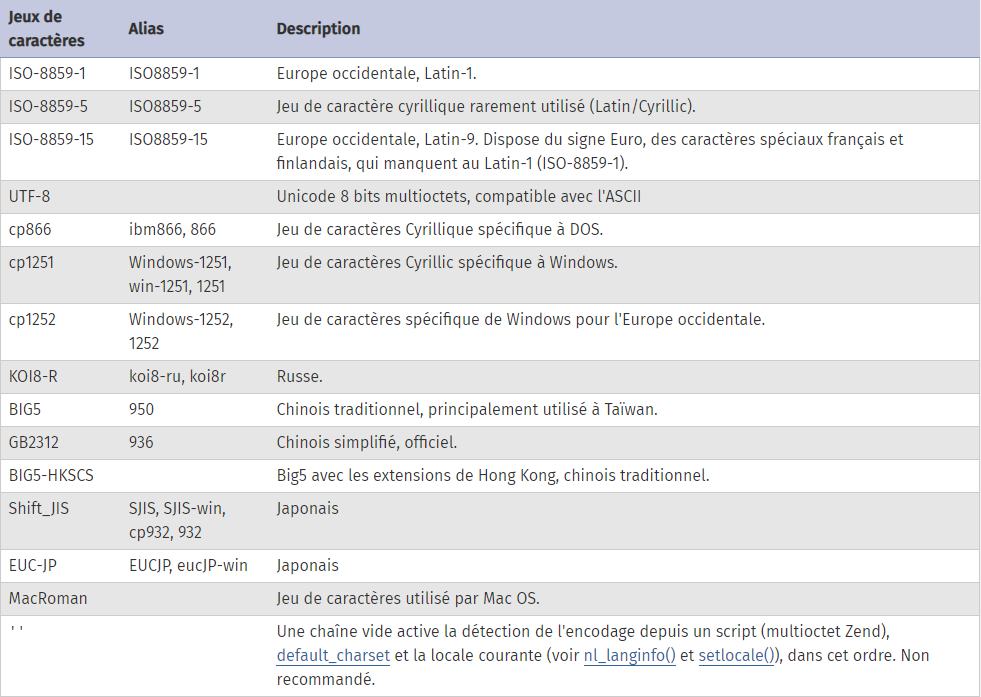 Jeux de
caractères
Alias
Description
ISO-8859-1 ISO8859-1 Europe occidentale, Latin-1.
ISO-8859-5 ISO8859-5 Jeu de caractère cyrillique rarement utilisé (Latin/Cyrillic).
ISO-8859-15 ISO8859-15 Europe occidentale, Latin-9. Dispose du signe Euro, des caractères spéciaux français et
finlandais, qui manquent au Latin-1 (ISO-8859-1).
UTF-8 Unicode 8 bits multioctets, compatible avec l'ASCII
cp866 ibm866, 866 Jeu de caractères Cyrillique spécifique à DOS.
cp1251 Windows-1251, Jeu de caractères Cyrillic spécifique à Windows.
win-1251, 1251
cp1252 Windows-1252, Jeu de caractères spécifique de Windows pour l'Europe occidentale.
1252
KOI8-R koi8-ru, koi8r Russe.
BIG5 950 Chinois traditionnel, principalement utilisé à Taïwan.
GB2312 936 Chinois simplifié, officiel.
BIG5-HKSCS Big5 avec les extensions de Hong Kong, chinois traditionnel.
Shift_JIS SJIS, SJIS-win, Japonais
cp932, 932
EUC-JP EUCJP, eucJP-win Japonais
MacRoman Jeu de caractères utilisé par Mac OS.
'' Une chaîne vide active la détection de l'encodage depuis un script (multioctet Zend),
default_charset et la locale courante (voir nl_langinfo() et setlocale()), dans cet ordre. Non
recommandé.